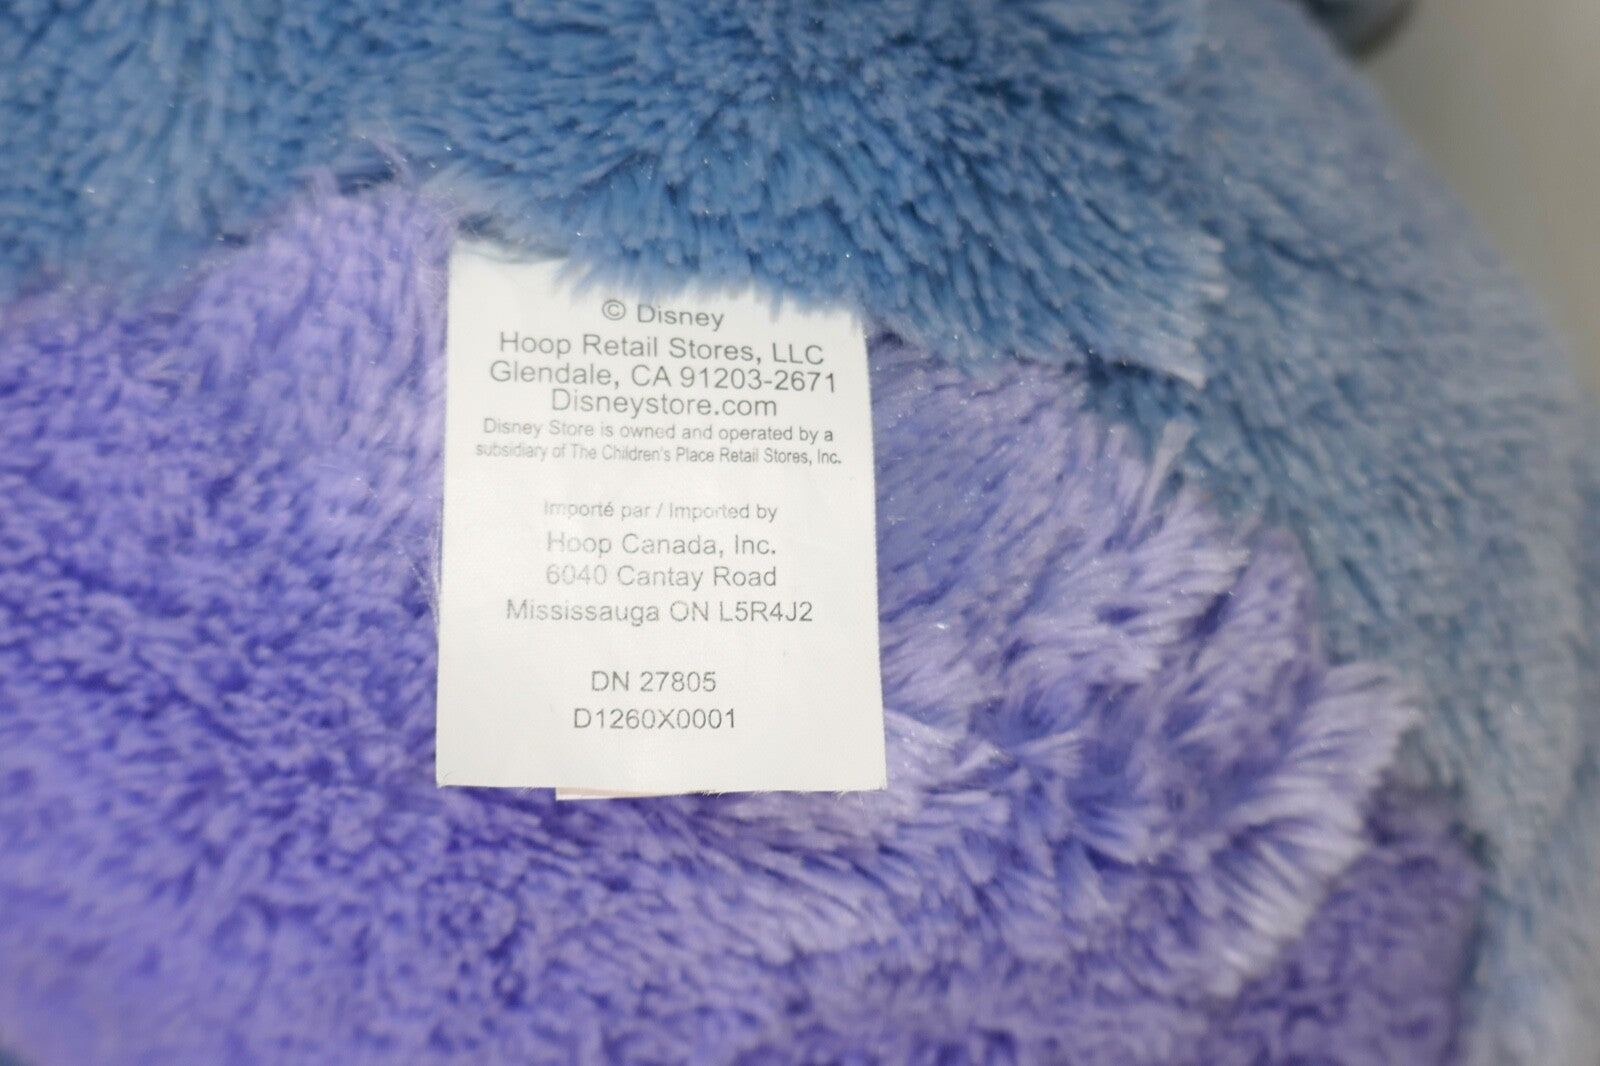 © Disney
Hoop Retail Stores, LLC
Glendale, CA 91203-2671
Disneystore.com
Disney Store is owned and operated by a
subsidiary of The Children's Place Retail Stores, Inc.
Importé par / Imported by
Hoop Canada, Inc.
6040 Cantay Road
Mississauga ON L5R4J2
DN 27805
D1260X0001